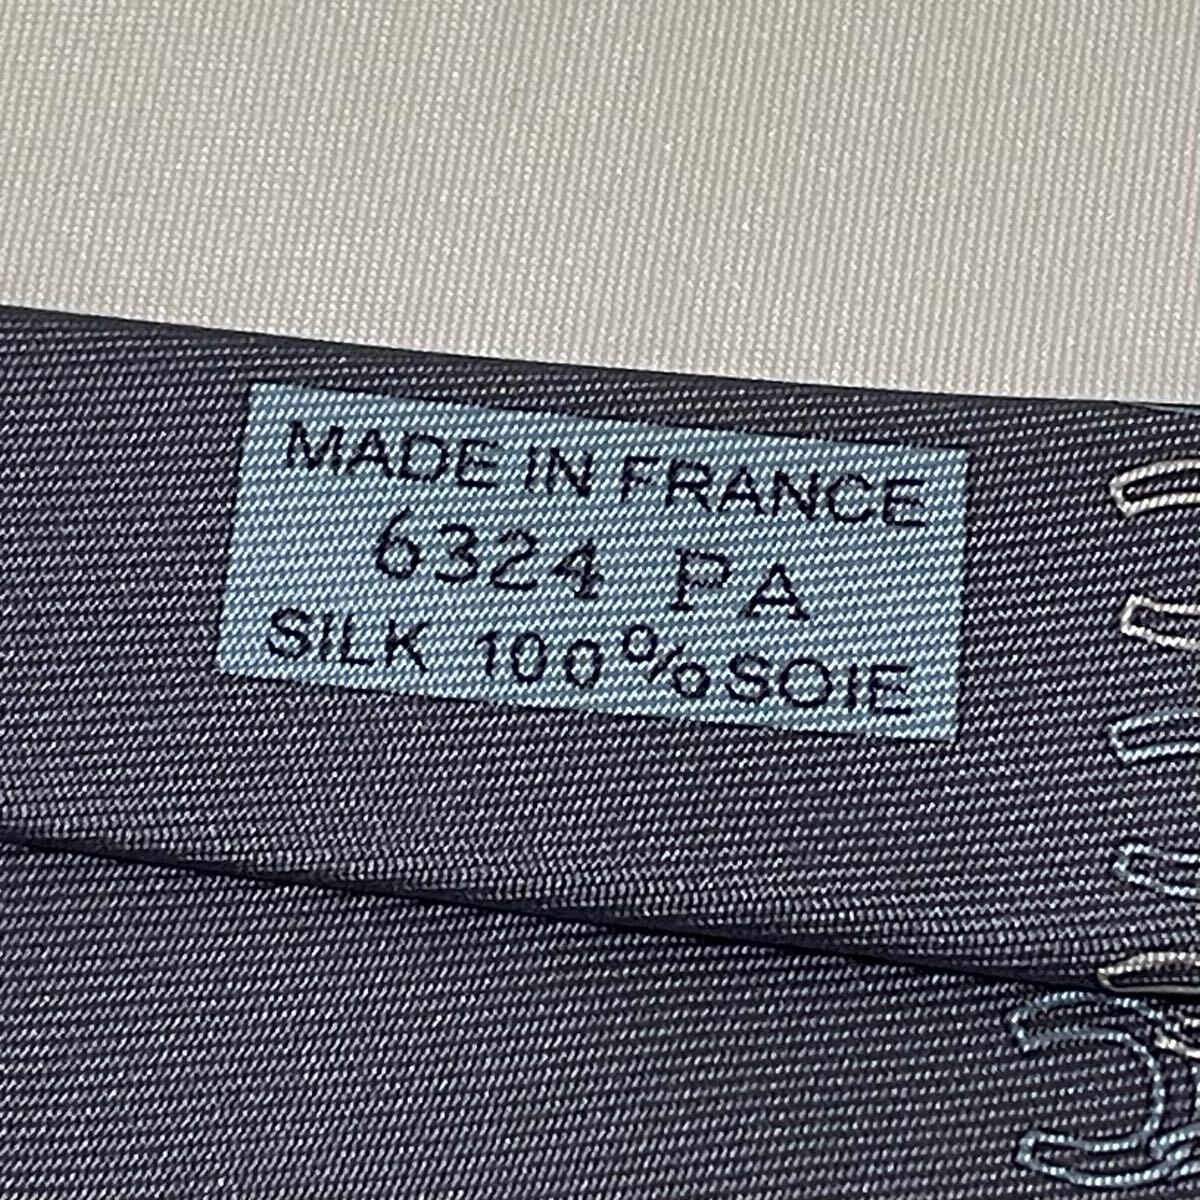 MADE IN FRANCE
6324 PA
SILK 100% SOIE